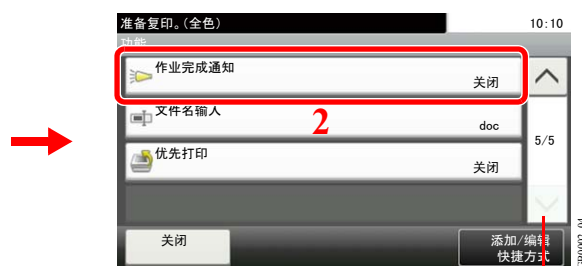 准备复印。(全色)
10:10
功能
作业完成通知
关闭
文件名输入
2
doc
5/5
优先打印
关闭
关闭
添加/编辑
快捷方式